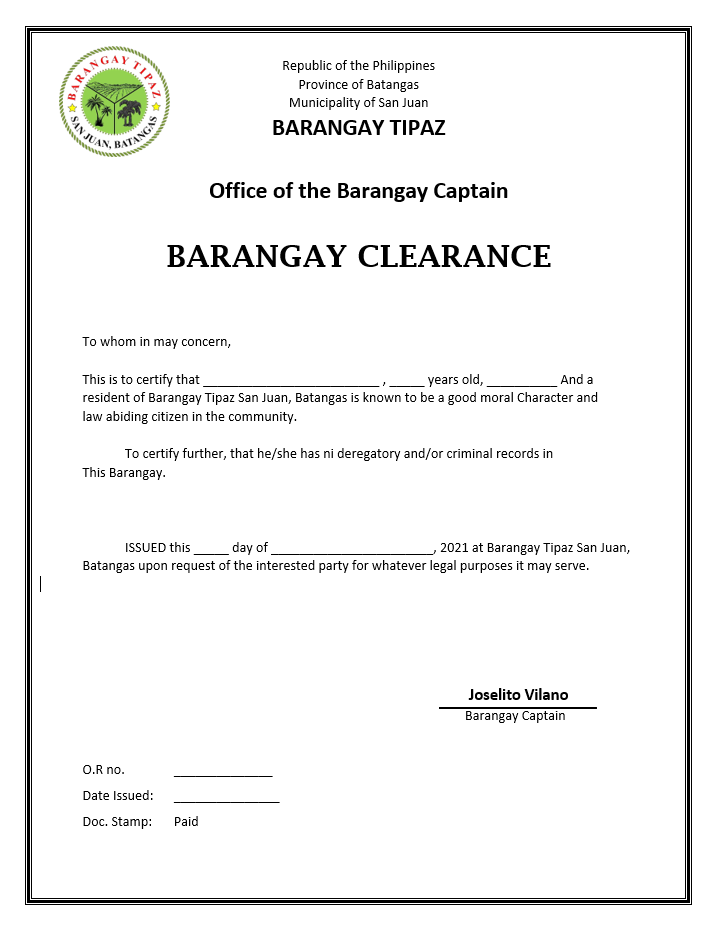 BARANGAY TIPAZ
SAN JUAN, BATANGAS
Republic of the Philippines
Province of Batangas
Municipality of San Juan
BARANGAY TIPAZ
Office of the Barangay Captain
BARANGAY CLEARANCE
To whom in may concern,
This is to certify that _________________________ , _____ years old, __________ And a
resident of Barangay Tipaz San Juan, Batangas is known to be a good moral Character and
law abiding citizen in the community.
To certify further, that he/she has ni deregatory and/or criminal records in
This Barangay.
ISSUED this _____ day of _______________________, 2021 at Barangay Tipaz San Juan,
Batangas upon request of the interested party for whatever legal purposes it may serve.
Joselito Vilano
Barangay Captain
O.R no. ______________
Date Issued: _______________
Doc. Stamp: Paid